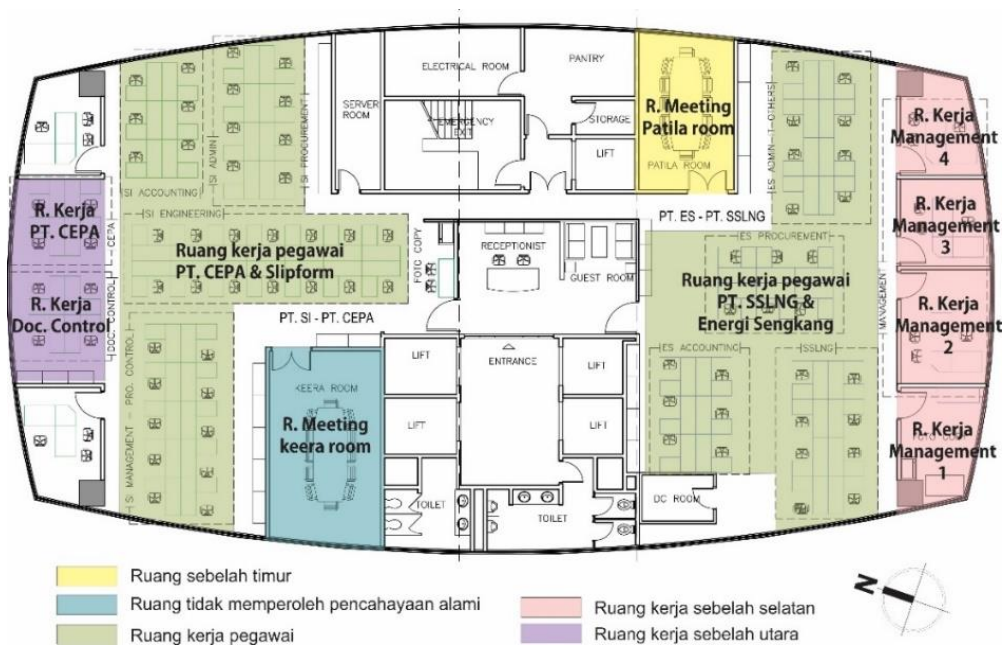 ELECTRICAL ROOM
PANTRY
SERVER
ROOM
EMERGENCY
EXIT
STORAGE
LIFT
R. Meeting
Patila room
PATILA ROOM
SI ACCOUNTING
SI ADMIN
SI PROCUREMENT
ES ADMIN-IT-OTHERS
R. Kerja
Management
4
R. Kerja
PT. CEPA
CEPA
SI ENGINEERING
Ruang kerja pegawai
PT. CEPA & Slipform
FOTO COPY
RECEPTIONIST
GUEST ROOM
PT. ES - PT. SSLNG
ES PROCUREMENT
Ruang kerja pegawai
PT. SSLNG &
Energi Sengkang
MANAGEMENT
R. Kerja
Management
3
R. Kerja
Doc. Control
DOC. CONTROL
PT. SI - PT. CEPA
R. Kerja
Management
2
SI MANAGEMENT - PRO. CONTROL
KEERA ROOM
R. Meeting
keera room
LIFT
LIFT
ENTRANCE
LIFT
LIFT
ES ACCOUNTING
SSLNG
R. Kerja
Management
1
TOILET
TOILET
DC ROOM
Ruang sebelah timur
Ruang tidak memperoleh pencahayaan alami
Ruang kerja pegawai
Ruang kerja sebelah selatan
Ruang kerja sebelah utara
N